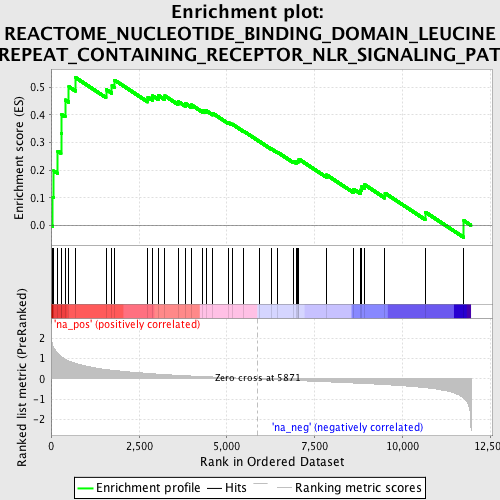 Enrichment plot:
REACTOME_NUCLEOTIDE_BINDING_DOMAIN_LEUCINE
REPEAT_CONTAINING_RECEPTOR_NLR_SIGNALING_PAT
Enrichment score (ES)
0.5
0.4
0.3
0.2
0.1
0.0
Ranked list metric (PreRanked)
'na_pos' (positively correlated)
2
1
0
-1
-2
Zero cross at 5871
'na_neg' (negatively correlated)
0
2,500
5,000
7,500
10,000
12,500
Rank in Ordered Dataset
Enrichment profile
Hits
Ranking metric scores